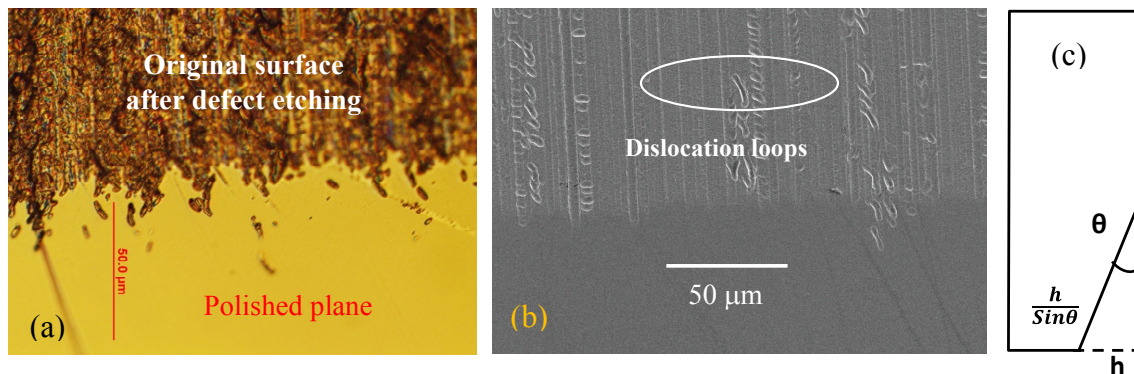 Original surface
after defect etching
50.0 µm
Polished plane
(a)
Dislocation loops
50 µm
(b)
(c)
θ
h
Sinθ
h